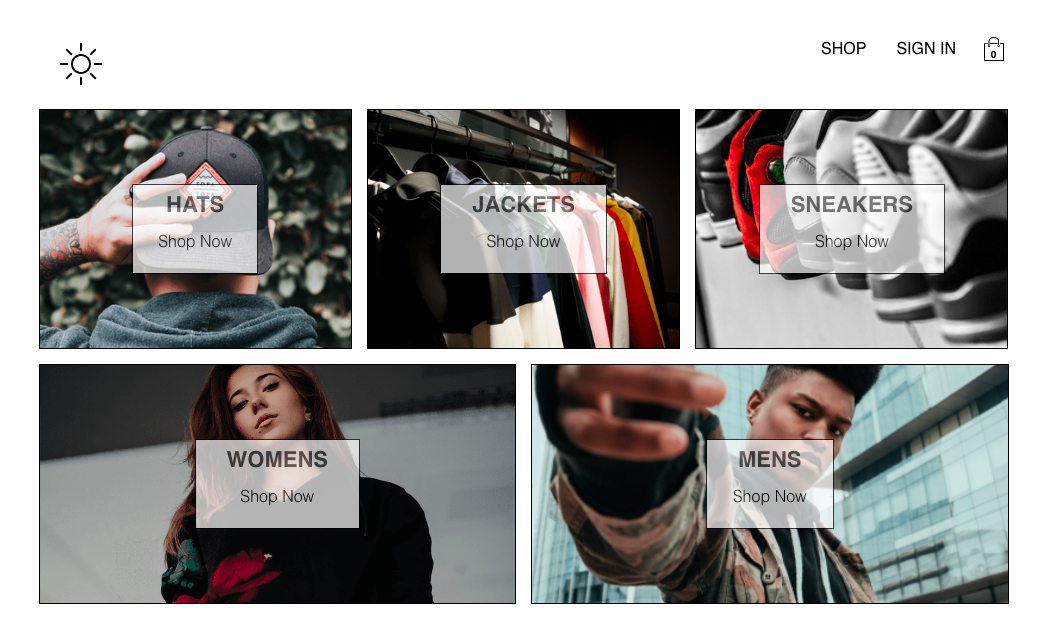 SHOP SIGN IN
0
HATS
Shop Now
JACKETS
Shop Now
SNEAKERS
Shop Now
WOMENS
Shop Now
MENS
Shop Now